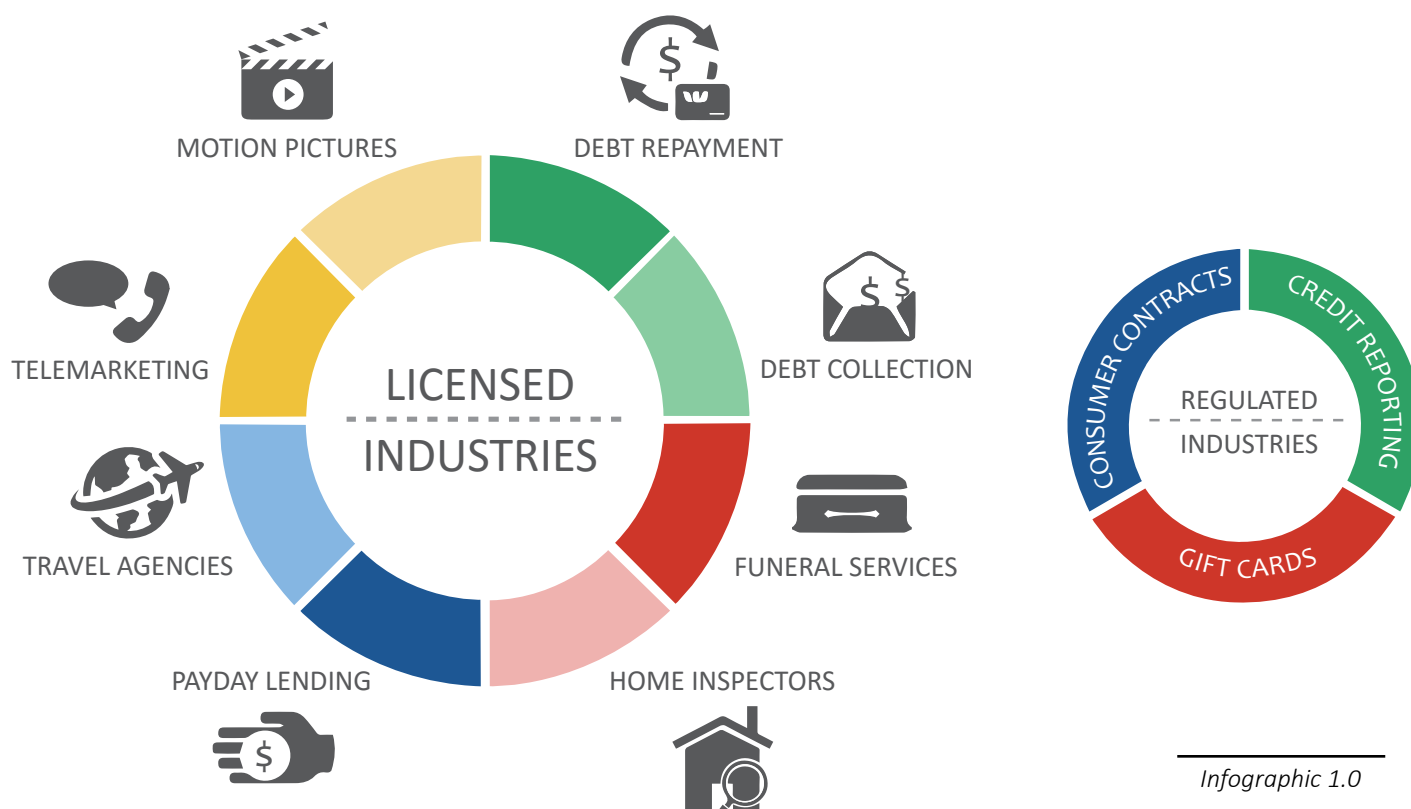 MOTION PICTURES
DEBT REPAYMENT
TELEMARKETING
DEBT COLLECTION
LICENSED
INDUSTRIES
TRAVEL AGENCIES
FUNERAL SERVICES
PAYDAY LENDING
HOME INSPECTORS
$
$
$
$
CONSUMER CONTRACTS
CREDIT REPORTING
REGULATED
INDUSTRIES
GIFT CARDS
Infographic 1.0